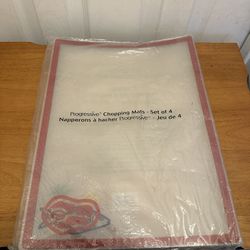 Progressive® Chopping Mats - Set of 4
Napperons à hacher Progressive® - Jeu de 4